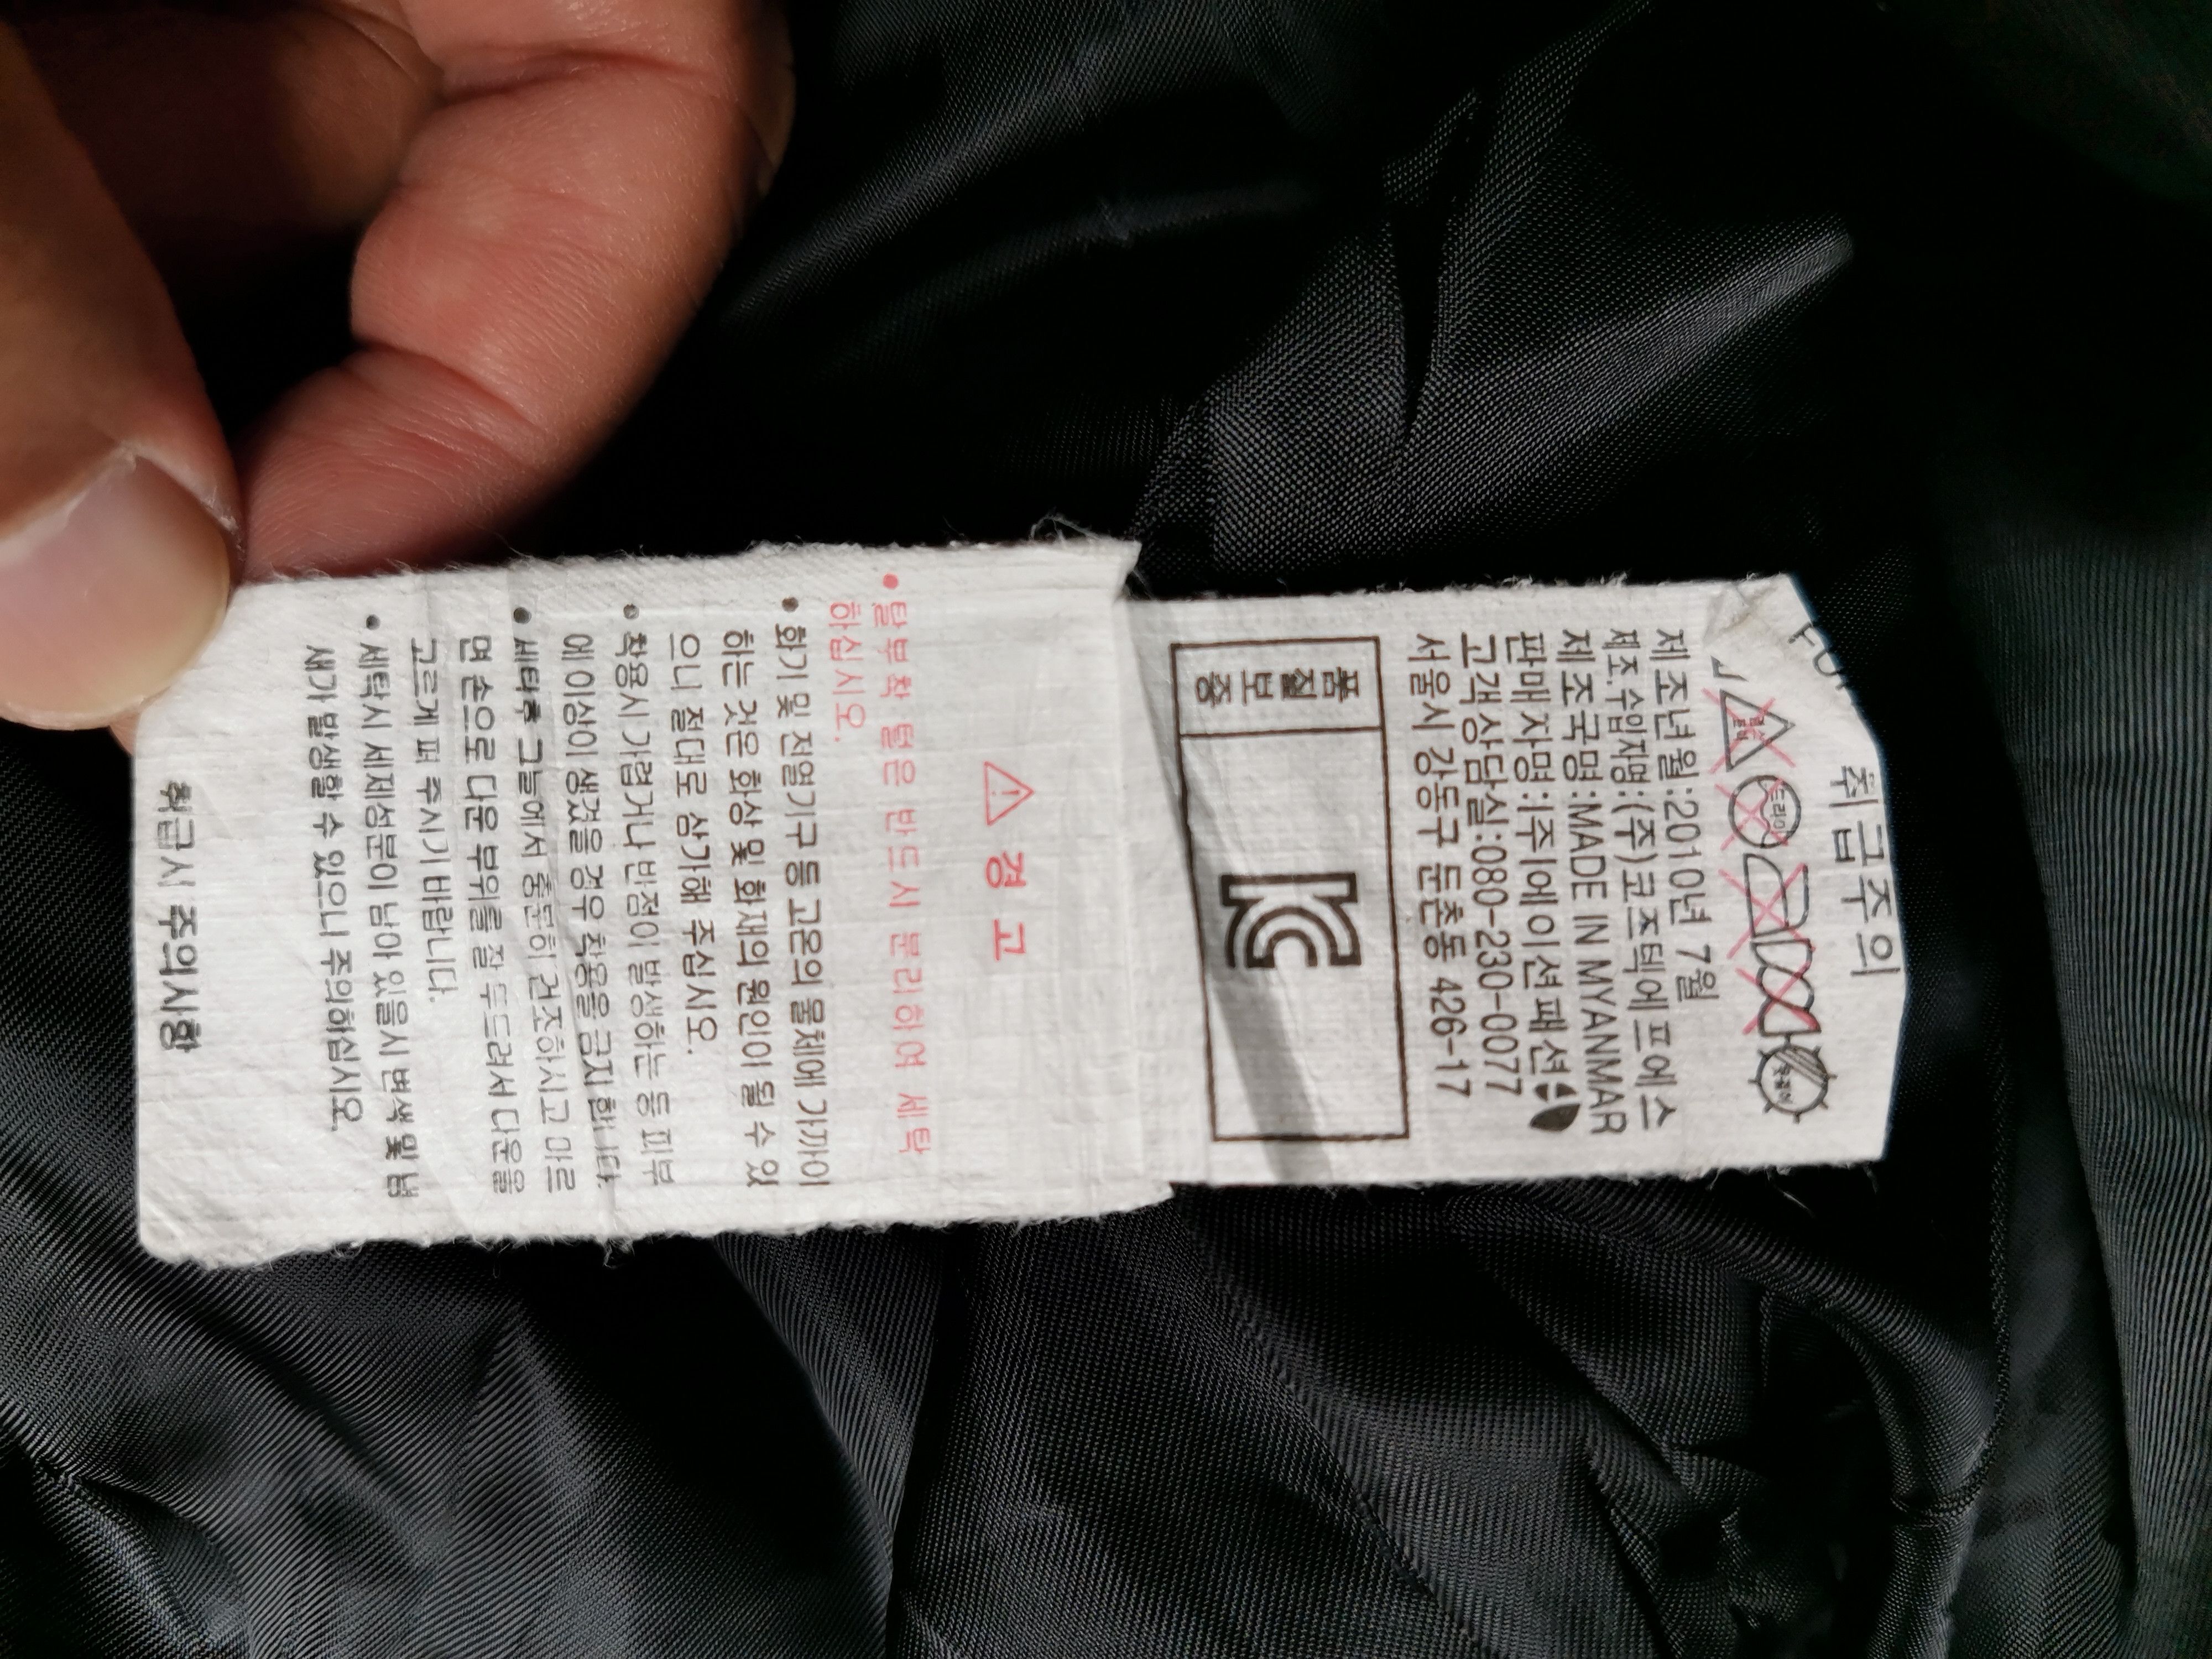 취급주의
드라이
옷걸이
제조년월:2010년 7월
제조.수입자명:(주)코즈텍에프에스
제조국명:MADE IN MYANMAR
판매자명:|주|에이션패션
고객상담실:080-230-0077
서울시 강동구 둔촌동 426-17
품질
보
증
KC
⚠ 경 고
• 탈부착 털은 반드시 분리하여 세탁
하십시오.
• 화기 및 전열기구 등 고온의 물체에 가까이
하는 것은 화상 및 화재의 원인이 될 수 있
으니 절대로 삼가해 주십시오.
• 착용시 가렵거나 반점이 발생하는 등 피부
에 이상이 생겼을 경우 착용을 금지 합니다.
• 세탁후 그늘에서 충분히 건조하시고 마르
면 손으로 다운 부위를 잘 두드려서 다운을
고르게 펴 주시기 바랍니다.
• 세탁시 세제성분이 남아 있을시 변색 및 냄
새가 발생할 수 있으니 주의하십시오.
취급시 주의사항